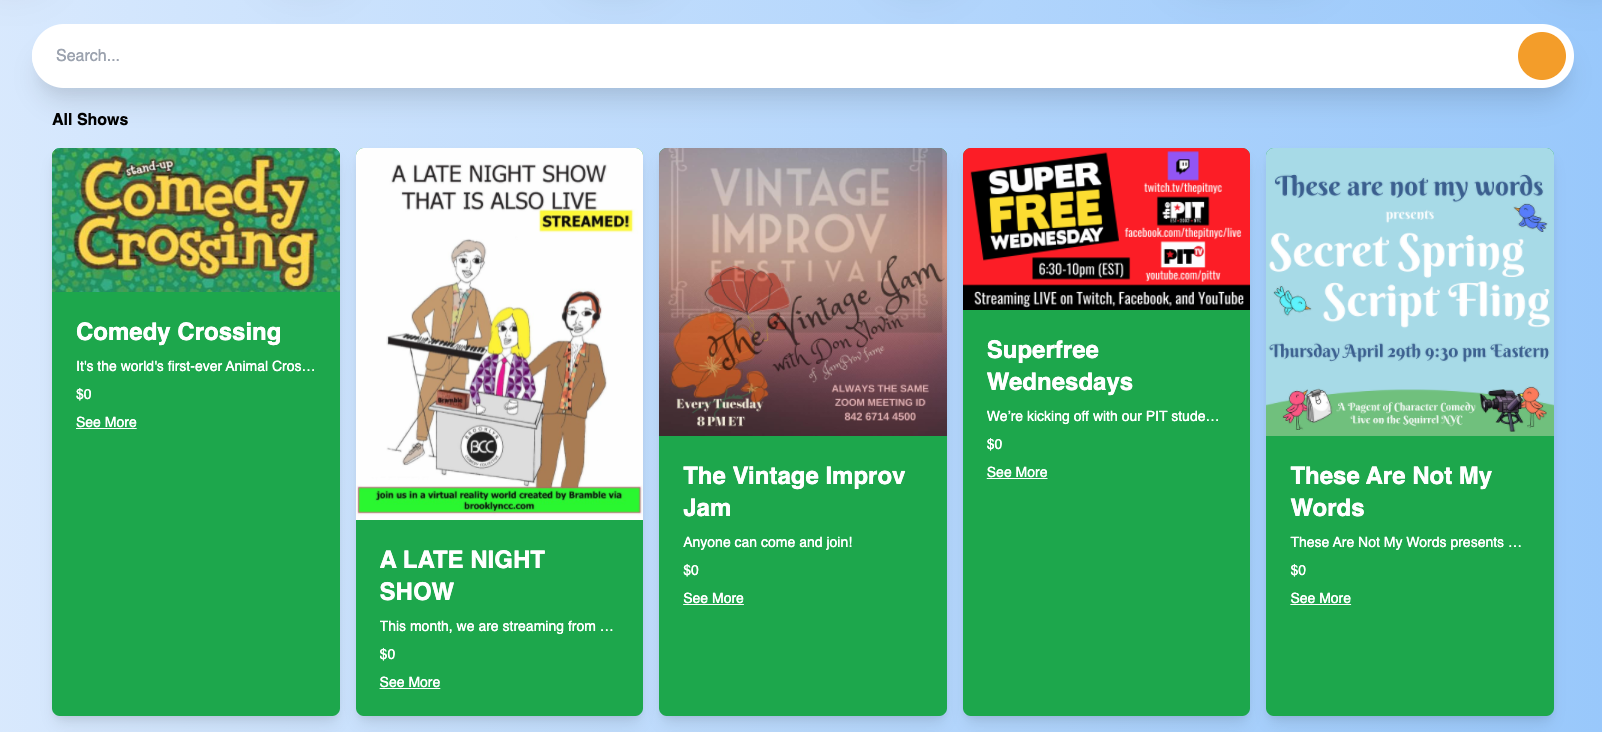 Search...
All Shows
stand-up
Comedy
Crossing
Comedy Crossing
It's the world's first-ever Animal Cros...
$0
See More
A LATE NIGHT SHOW
THAT IS ALSO LIVE
STREAMED!
Bramble
BROOKLYN
BCC
Join us in a virtual reality world created by Bramble via
brooklyncc.com
A LATE NIGHT
SHOW
This month, we are streaming from ...
$0
See More
VINTAGE
IMPROV
FESTIVAL
The Vintage Jam
with Don Slovin
of JamPros' Jams
ALWAYS THE SAME
ZOOM MEETING ID
842 6714 4500
Every Tuesday
8 PM ET
The Vintage Improv
Jam
Anyone can come and join!
$0
See More
SUPER
FREE
WEDNESDAY
6:30-10pm (EST)
twitch.tv/thepitnyc
the PIT
facebook.com/thepitnyc/live
PIT TV
youtube.com/pittv
Streaming LIVE on Twitch, Facebook, and YouTube
Superfree
Wednesdays
We're kicking off with our PIT stude...
$0
See More
These are not my words
presents
Secret Spring
Script Fling
Thursday April 29th 9:30 pm Eastern
A Pagent of Character Comedy
Live on the Squirrel NYC
These Are Not My
Words
These Are Not My Words presents ...
$0
See More